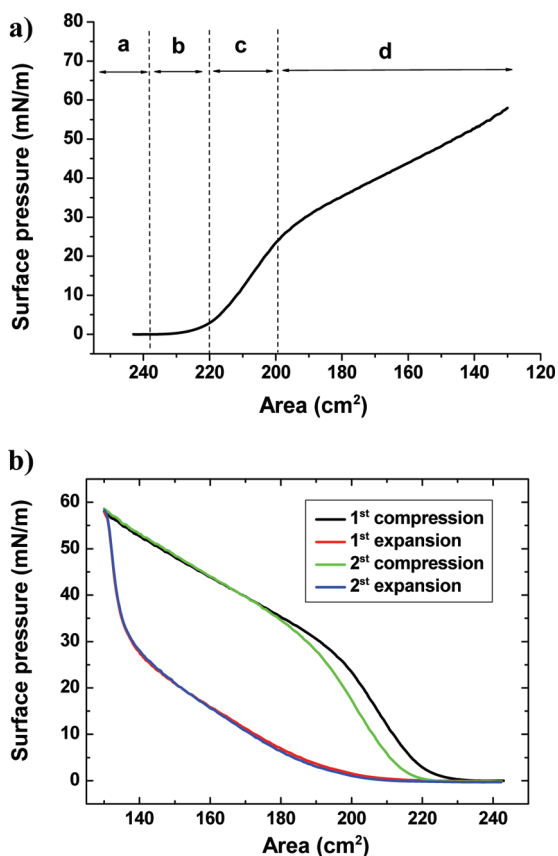 a)
80
70
60
50
40
30
20
10
0
Surface pressure (mN/m)
a b c d
240 220 200 180 160 140 120
Area (cm²)
b)
60
50
40
30
20
10
0
Surface pressure (mN/m)
1st compression
1st expansion
2st compression
2st expansion
140 160 180 200 220 240
Area (cm²)